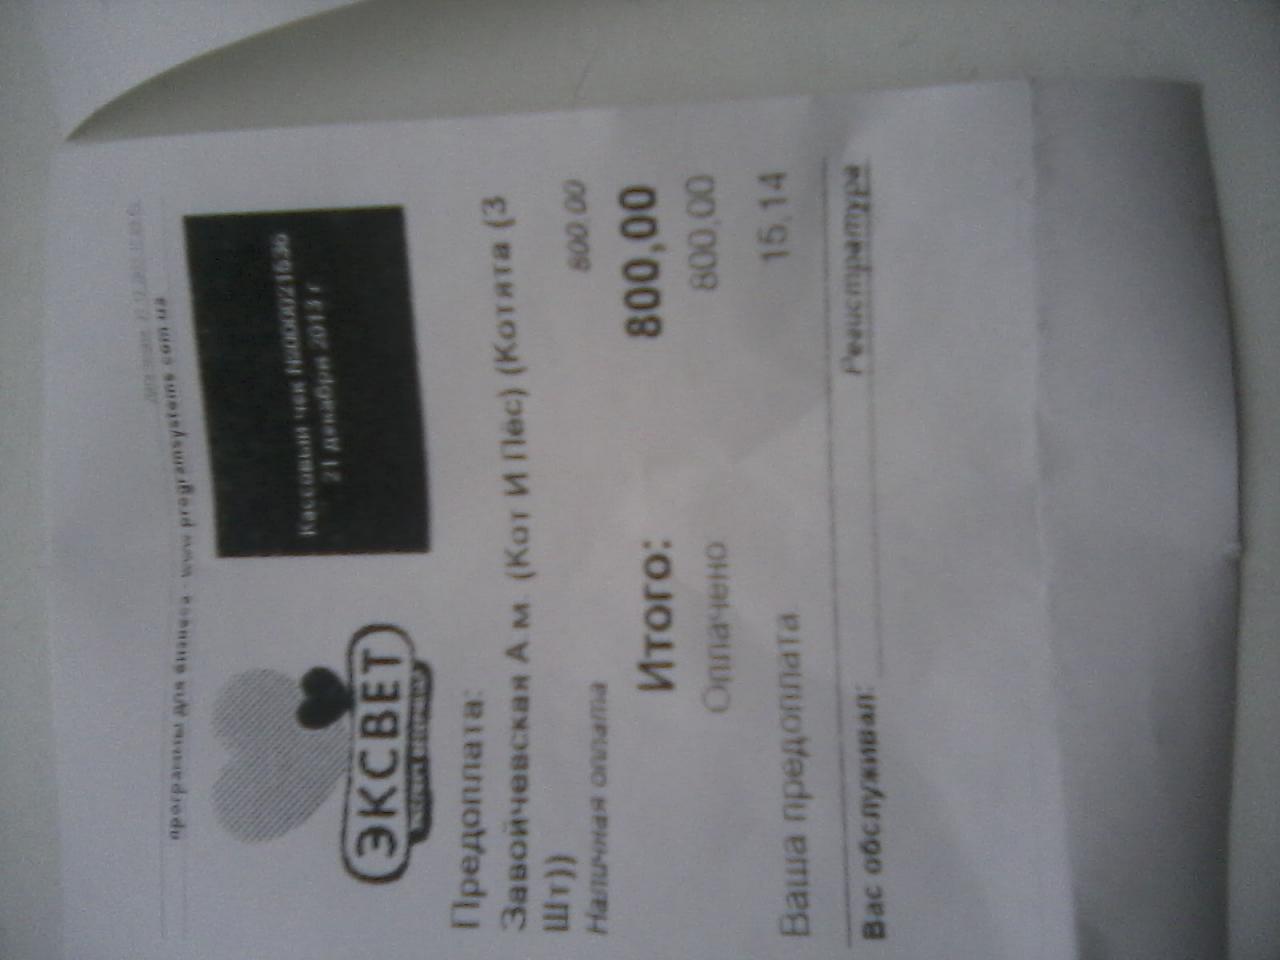 программы для бизнеса - www.programsystems.com.ua
Кассовый чек №000021630
21 декабря 2013 г
ЭКСВЕТ
Предоплата:
Завойчевская А.м. (Кот И Пёс) (Котята (3
Шт))
Наличная оплата 800,00
Итого: 800,00
Оплачено 800,00
Ваша предоплата 15,14
Вас обслуживал: Регистратура